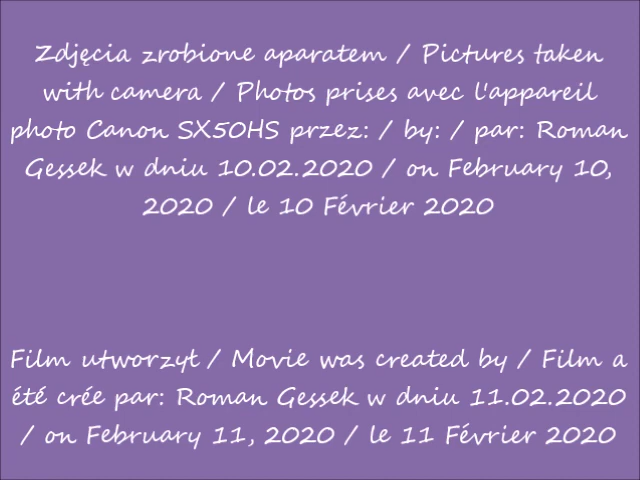 Zdjęcia zrobione aparatem / Pictures taken
with camera / Photos prises avec l'appareil
photo Canon SX50HS przez: / by: / par: Roman
Gessek w dniu 10.02.2020 / on February 10,
2020 / le 10 Février 2020
Film utworzył / Movie was created by / Film a
été crée par: Roman Gessek w dniu 11.02.2020
/ on February 11, 2020 / le 11 Février 2020